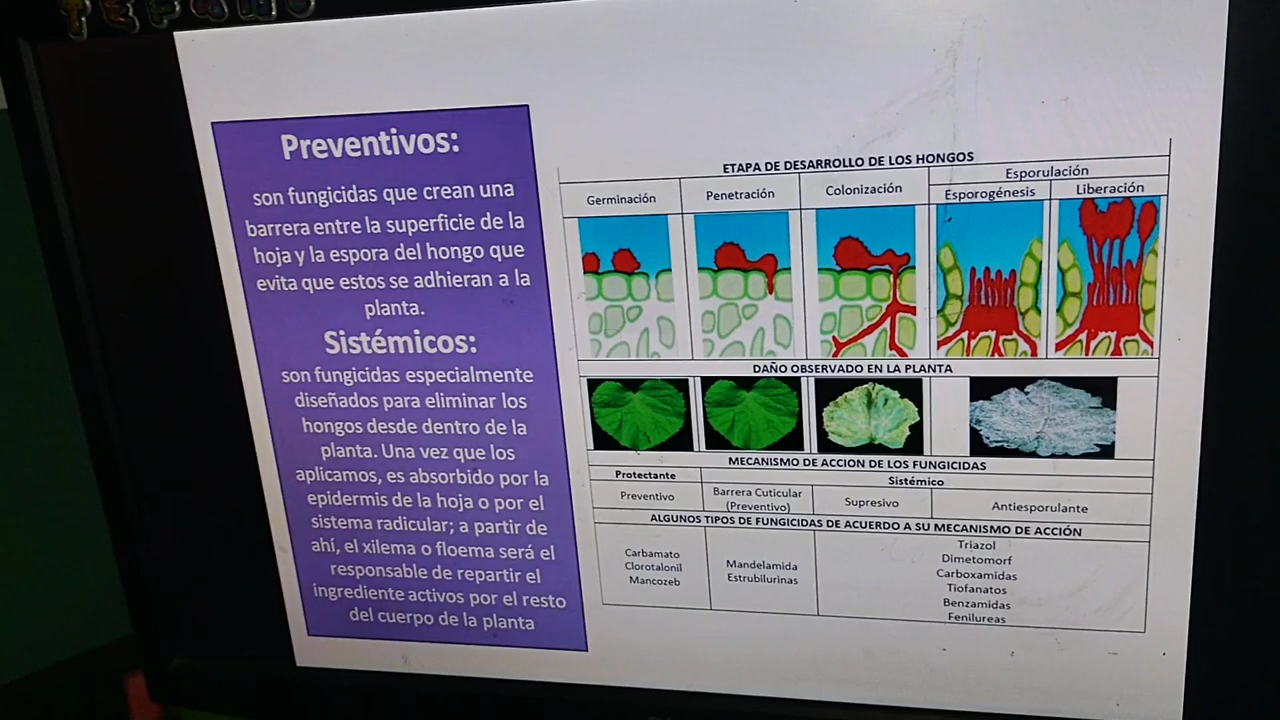 Preventivos:
son fungicidas que crean una
barrera entre la superficie de la
hoja y la espora del hongo que
evita que estos se adhieran a la
planta.
Sistémicos:
son fungicidas especialmente
diseñados para eliminar los
hongos desde dentro de la
planta. Una vez que los
aplicamos, es absorbido por la
epidermis de la hoja o por el
sistema radicular; a partir de
ahí, el xilema o floema será el
responsable de repartir el
ingrediente activos por el resto
del cuerpo de la planta
ETAPA DE DESARROLLO DE LOS HONGOS
Germinación Penetración Colonización Esporulación
Esporogénesis Liberación
DAÑO OBSERVADO EN LA PLANTA
MECANISMO DE ACCION DE LOS FUNGICIDAS
Protectante Sistémico
Preventivo Barrera Cuticular Supresivo Antiesporulante
(Preventivo)
ALGUNOS TIPOS DE FUNGICIDAS DE ACUERDO A SU MECANISMO DE ACCIÓN
Carbamato
Clorotalonil
Mancozeb
Mandelamida
Estrubilurinas
Triazol
Dimetomorf
Carboxamidas
Tiofanatos
Benzamidas
Fenilureas